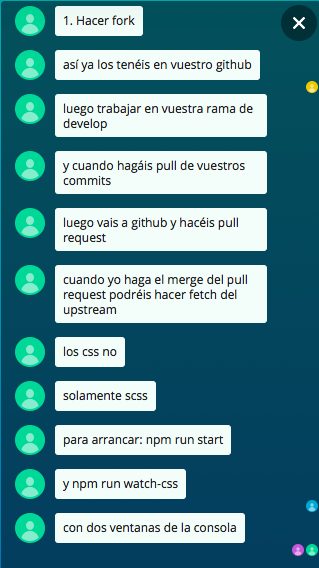 1. Hacer fork
así ya los tenéis en vuestro github
luego trabajar en vuestra rama de
develop
y cuando hagáis pull de vuestros
commits
luego vais a github y hacéis pull
request
cuando yo haga el merge del pull
request podréis hacer fetch del
upstream
los css no
solamente scss
para arrancar: npm run start
y npm run watch-css
con dos ventanas de la consola